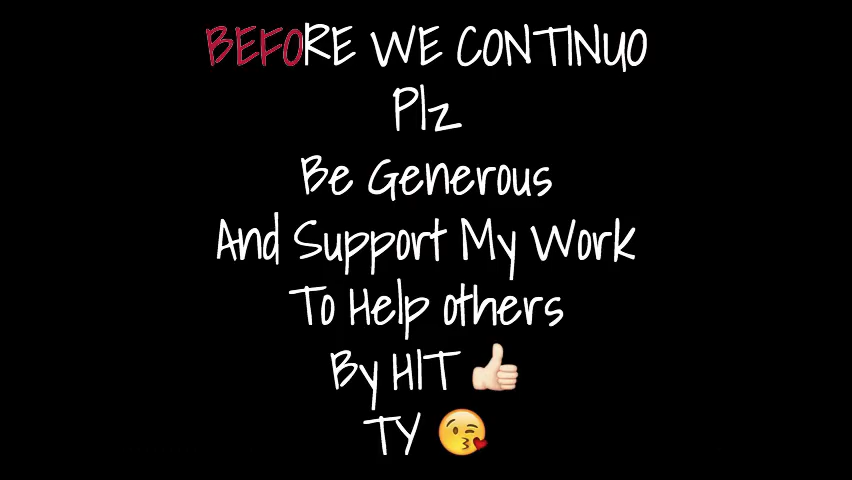 BEFORE WE CONTINUO
Plz
Be Generous
And Support My Work
To Help others
By HIT 👍🏻
TY 😘